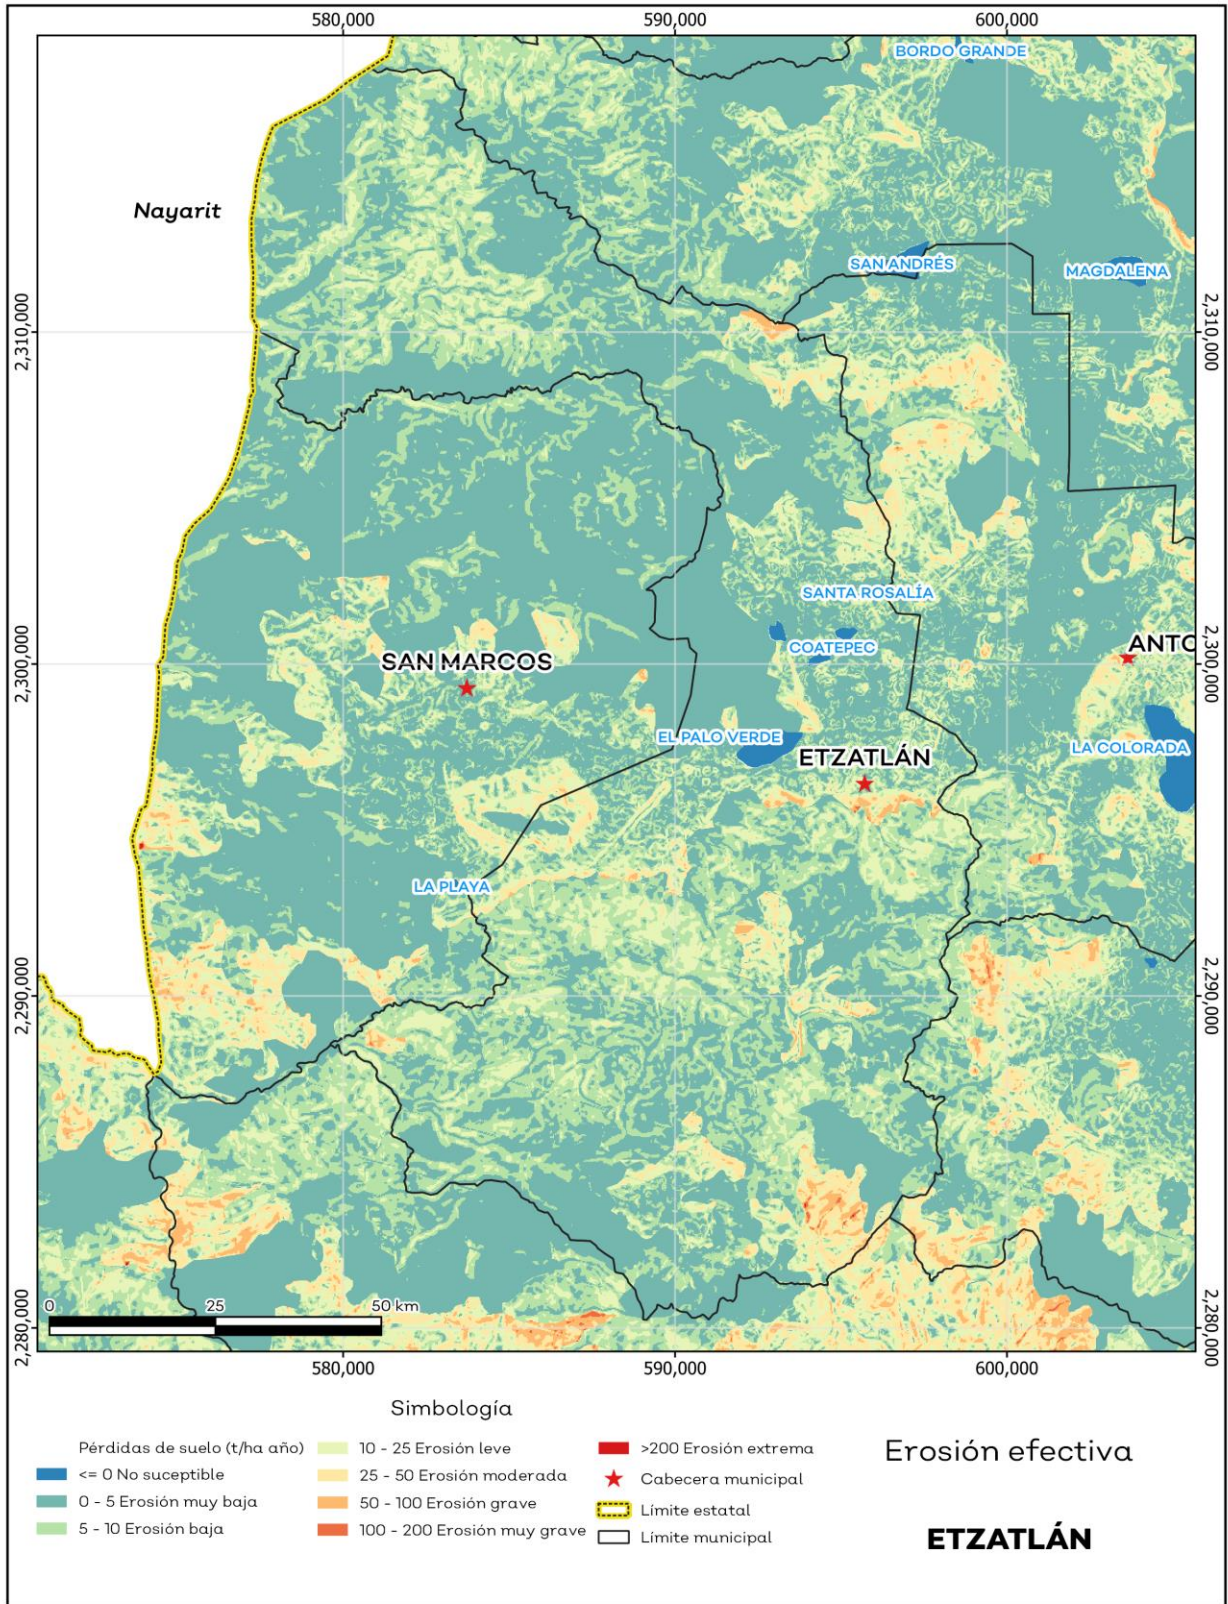 580,000
590,000
600,000
BORDO GRANDE
Nayarit
SAN ANDRÉS
MAGDALENA
2,310,000
2,310,000
SANTA ROSALÍA
COATEPEC
2,300,000
2,300,000
SAN MARCOS
ANTO
EL PALO VERDE
LA COLORADA
ETZATLÁN
LA PLAYA
2,290,000
2,290,000
2,280,000
2,280,000
0
25
50 km
580,000
590,000
600,000
Simbología
Pérdidas de suelo (t/ha año)
<= 0 No suceptible
0 - 5 Erosión muy baja
5 - 10 Erosión baja
10 - 25 Erosión leve
25 - 50 Erosión moderada
50 - 100 Erosión grave
100 - 200 Erosión muy grave
>200 Erosión extrema
Cabecera municipal
Límite estatal
Límite municipal
Erosión efectiva
ETZATLÁN